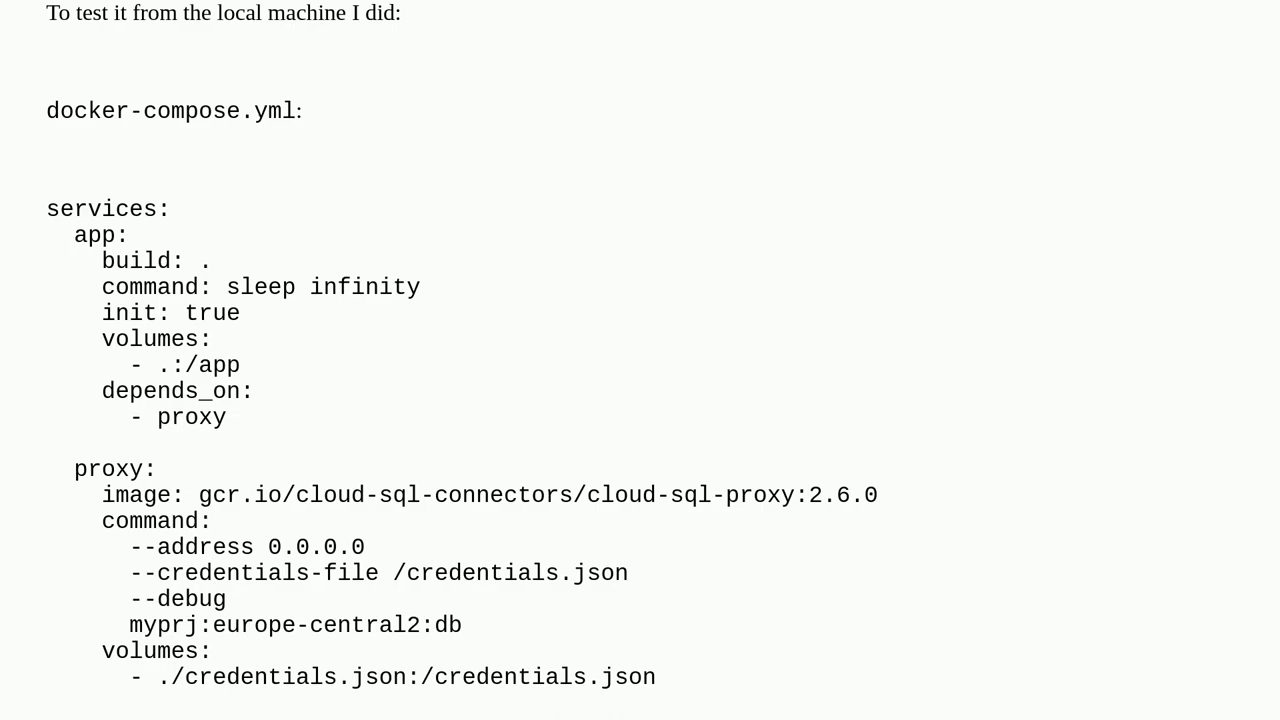 To test it from the local machine I did:
docker-compose.yml:
services:
  app:
    build: .
    command: sleep infinity
    init: true
    volumes:
      - .:/app
    depends_on:
      - proxy
  proxy:
    image: gcr.io/cloud-sql-connectors/cloud-sql-proxy:2.6.0
    command:
      --address 0.0.0.0
      --credentials-file /credentials.json
      --debug
      myprj:europe-central2:db
    volumes:
      - ./credentials.json:/credentials.json